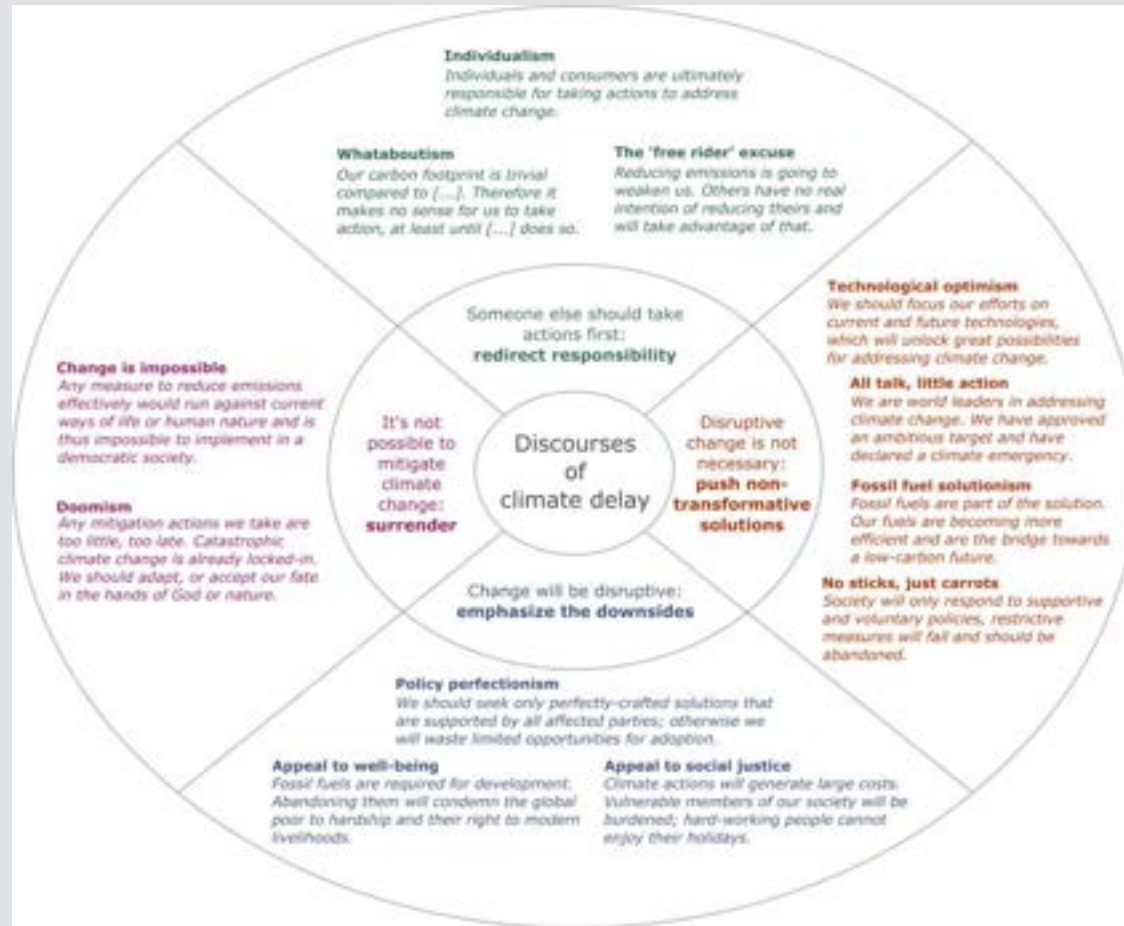 Individualism
Individuals and consumers are ultimately
responsible for taking actions to address
climate change.
Whataboutism
Our carbon footprint is trivial
compared to [...]. Therefore it
makes no sense for us to take
action, at least until [...] does so.
The 'free rider' excuse
Reducing emissions is going to
weaken us. Others have no real
intention of reducing theirs and
will take advantage of that.
Someone else should take
actions first:
redirect responsibility
Technological optimism
We should focus our efforts on
current and future technologies,
which will unlock great possibilities
for addressing climate change.
All talk, little action
We are world leaders in addressing
climate change. We have approved
an ambitious target and have
declared a climate emergency.
Fossil fuel solutionism
Fossil fuels are part of the solution.
Our fuels are becoming more
efficient and are the bridge towards
a low-carbon future.
No sticks, just carrots
Society will only respond to supportive
and voluntary policies, restrictive
measures will fail and should be
abandoned.
Disruptive
change is not
necessary:
push non-
transformative
solutions
Discourses
of
climate delay
It's not
possible to
mitigate
climate
change:
surrender
Change is impossible
Any measure to reduce emissions
effectively would run against current
ways of life or human nature and is
thus impossible to implement in a
democratic society.
Doomism
Any mitigation actions we take are
too little, too late. Catastrophic
climate change is already locked-in.
We should adapt, or accept our fate
in the hands of God or nature.
Change will be disruptive:
emphasize the downsides
Policy perfectionism
We should seek only perfectly-crafted solutions that
are supported by all affected parties; otherwise we
will waste limited opportunities for adoption.
Appeal to well-being
Fossil fuels are required for development.
Abandoning them will condemn the global
poor to hardship and their right to modern
livelihoods.
Appeal to social justice
Climate actions will generate large costs.
Vulnerable members of our society will be
burdened; hard-working people cannot
enjoy their holidays.